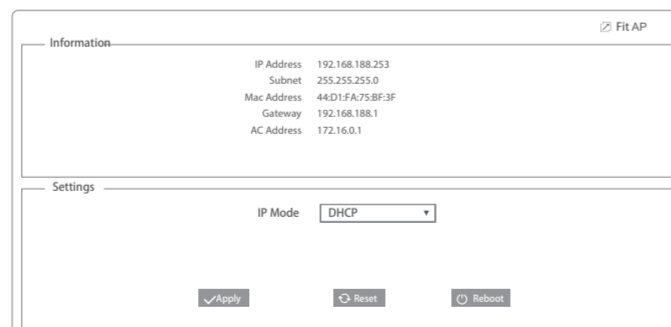 Fit AP
Information
IP Address 192.168.188.253
Subnet 255.255.255.0
Mac Address 44:D1:FA:75:BF:3F
Gateway 192.168.188.1
AC Address 172.16.0.1
Settings
IP Mode DHCP
Apply Reset Reboot